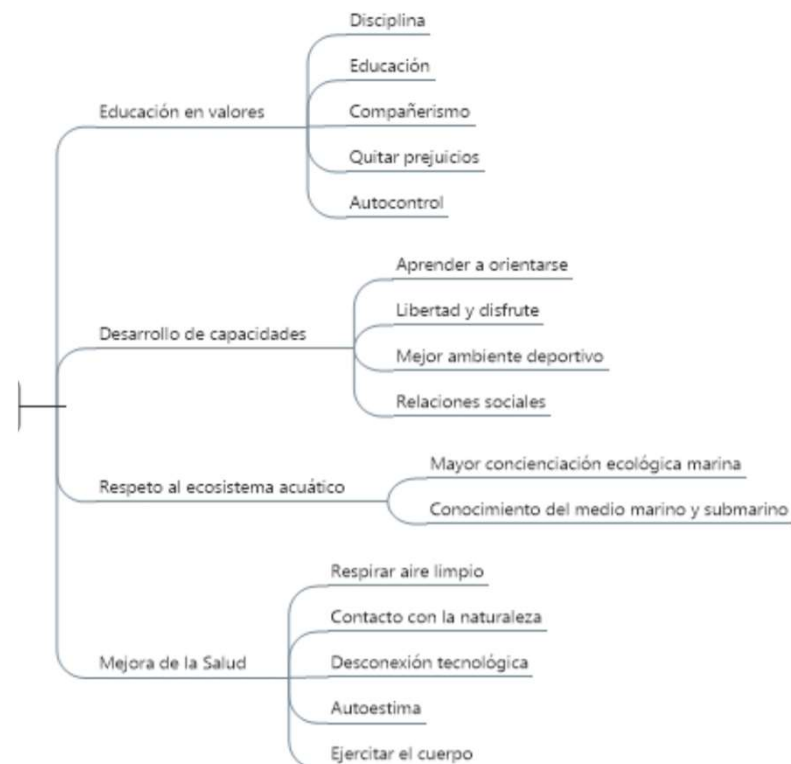 Disciplina
Educación
Educación en valores
Compañerismo
Quitar prejuicios
Autocontrol
Aprender a orientarse
Libertad y disfrute
Desarrollo de capacidades
Mejor ambiente deportivo
Relaciones sociales
Mayor concienciación ecológica marina
Respeto al ecosistema acuático
Conocimiento del medio marino y submarino
Respirar aire limpio
Contacto con la naturaleza
Mejora de la Salud
Desconexión tecnológica
Autoestima
Ejercitar el cuerpo